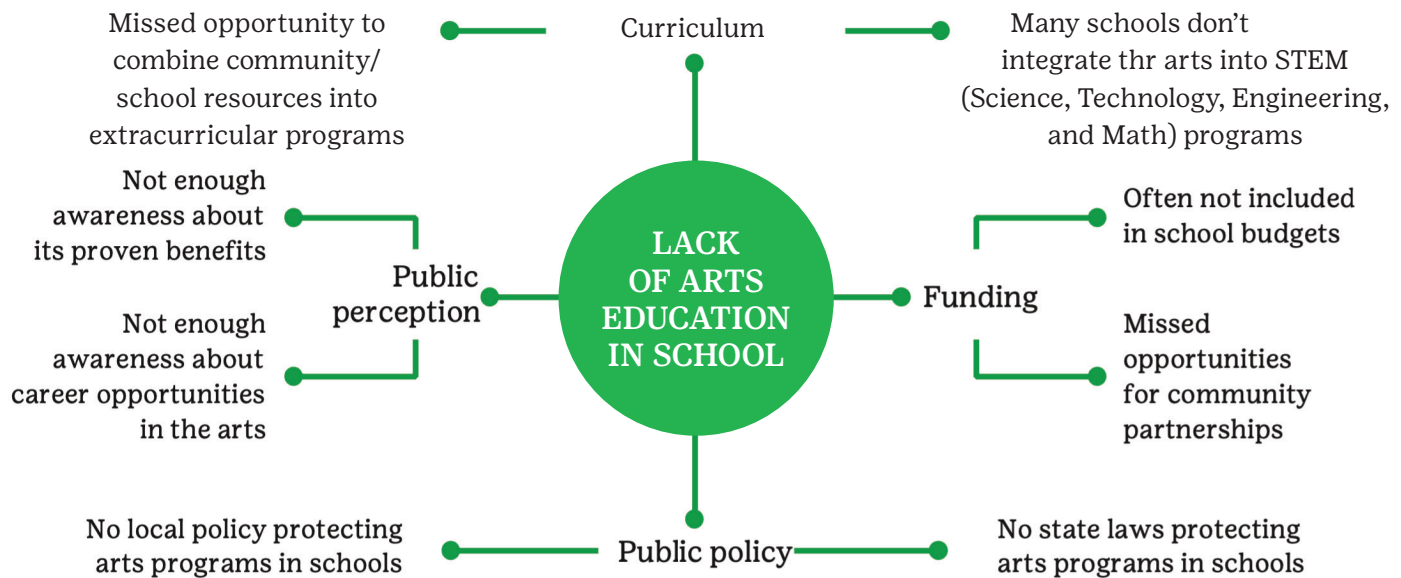 Missed opportunity to
combine community/
school resources into
extracurricular programs
Curriculum
Many schools don’t
integrate thr arts into STEM
(Science, Technology, Engineering,
and Math) programs
Not enough
awareness about
its proven benefits
Public
perception
Not enough
awareness about
career opportunities
in the arts
LACK
OF ARTS
EDUCATION
IN SCHOOL
Often not included
in school budgets
Funding
Missed
opportunities
for community
partnerships
No local policy protecting
arts programs in schools
Public policy
No state laws protecting
arts programs in schools